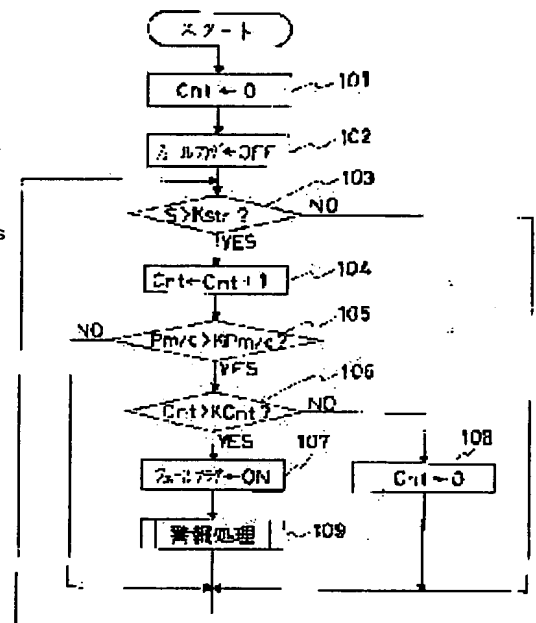 スタート
Cnt ← 0
101
フェールフラグ←OFF
102
S>Kstr?
103
NO
YES
Cnt←Cnt+1
104
Pm/c>KPm/c?
105
NO
YES
Cnt>KCnt?
106
NO
YES
フェールフラグ←ON
107
Cnt←0
108
警報処理
109
s